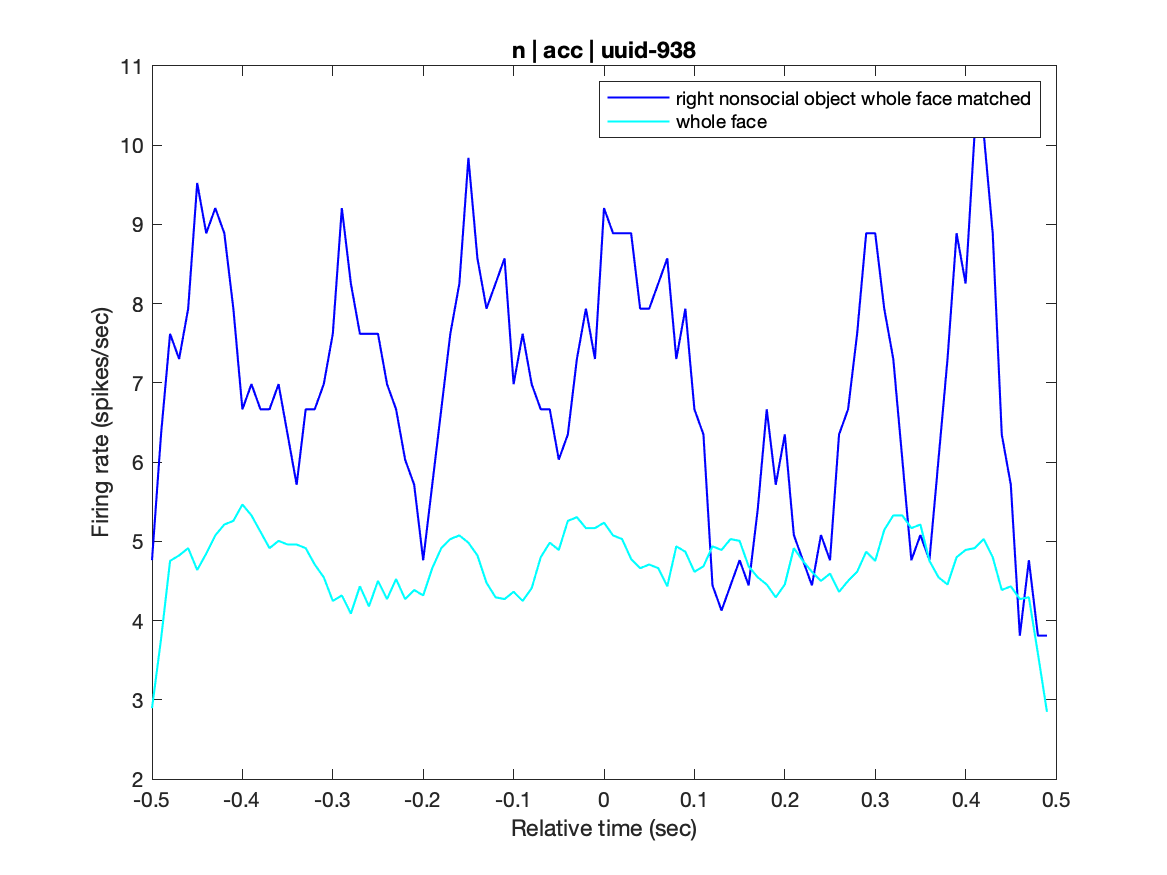 n | acc | uuid-938
right nonsocial object whole face matched
whole face
Firing rate (spikes/sec)
11
10
9
8
7
6
5
4
3
2
-0.5 -0.4 -0.3 -0.2 -0.1 0 0.1 0.2 0.3 0.4 0.5
Relative time (sec)